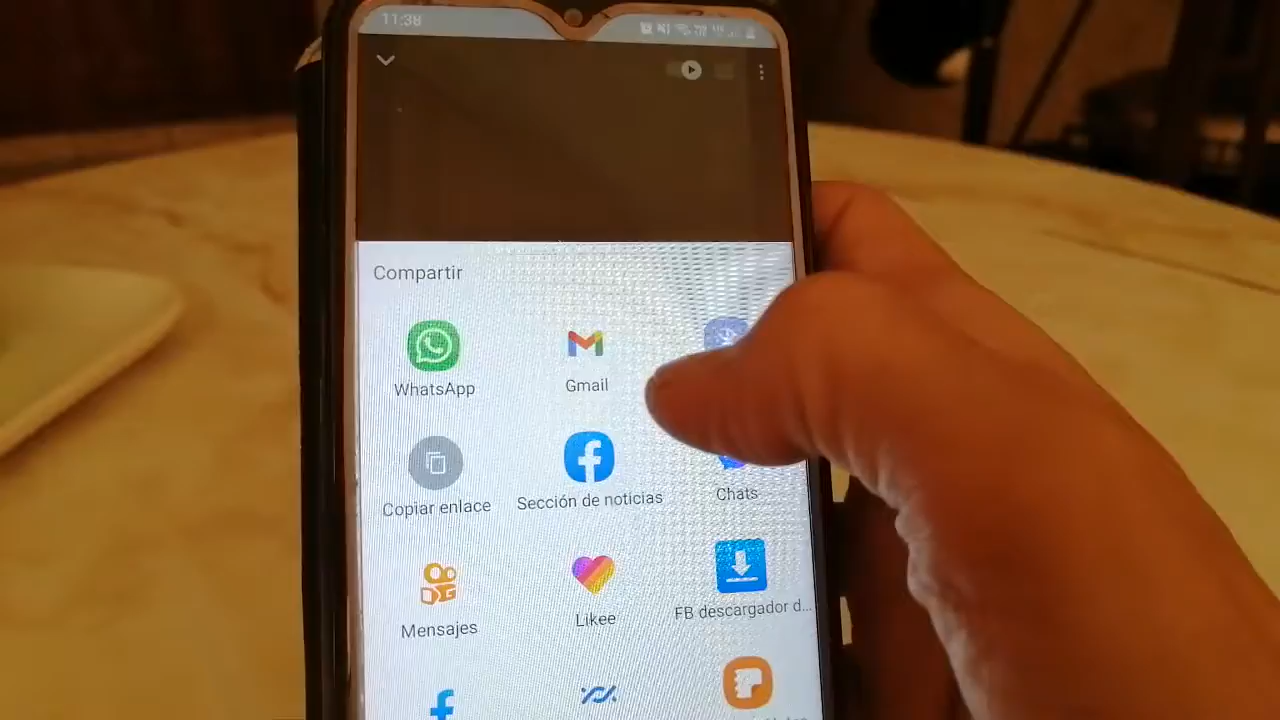 11:38
Compartir
WhatsApp
Gmail
Copiar enlace
Sección de noticias
Chats
Mensajes
Likee
FB descargador d...